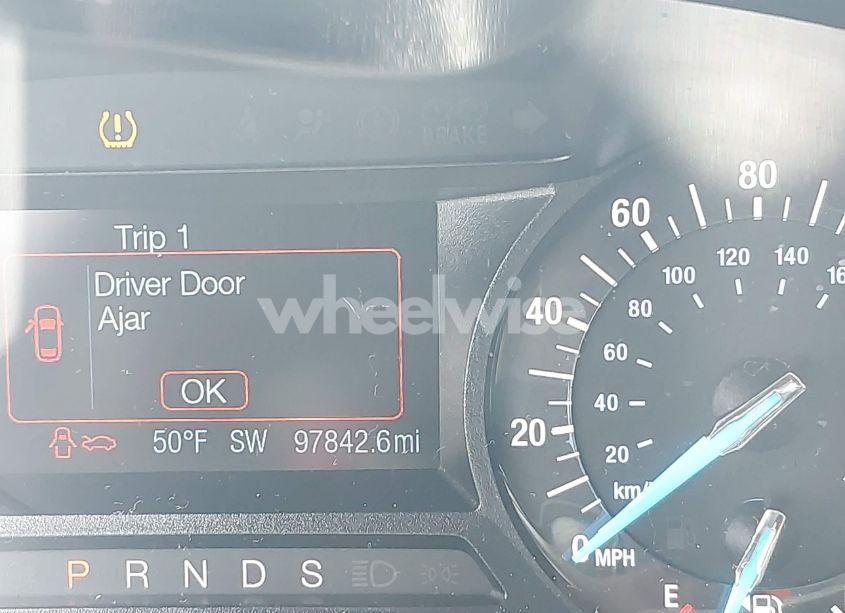 BRAKE
Trip 1
Driver Door
Ajar
OK
50°F SW 97842.6mi
P R N D S
wheelwise
0 20 40 60 80
20 40 60 80 100 120 140
km/
MPH
E